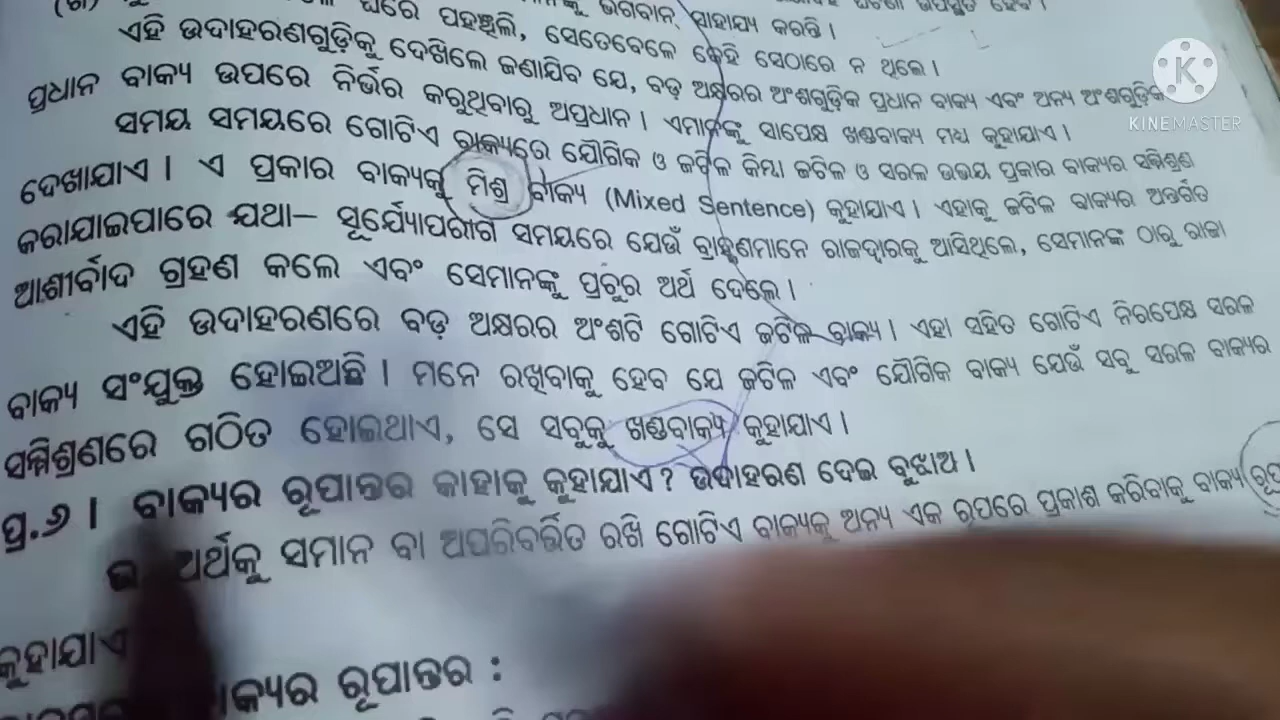 ଘରେ ପହଞ୍ଚିଲି, ସେତେବେଳେ କେହି ସେଠାରେ ନ ଥିଲେ।
ଭଗବାନ୍ ସାହାଯ୍ୟ କରନ୍ତି।
ଏହି ଉଦାହରଣଗୁଡ଼ିକୁ ଦେଖିଲେ ଜଣାଯିବ ଯେ, ବଡ଼ ଅକ୍ଷରର ଅଂଶଗୁଡ଼ିକ ପ୍ରଧାନ ବାକ୍ୟ ଏବଂ ଅନ୍ୟ ଅଂଶଗୁଡ଼ିକ
ପ୍ରଧାନ ବାକ୍ୟ ଉପରେ ନିର୍ଭର କରୁଥିବାରୁ ଅପ୍ରଧାନ। ଏମାନଙ୍କୁ ସାପେକ୍ଷ ଖଣ୍ଡବାକ୍ୟ ମଧ୍ୟ କୁହାଯାଏ।
ସମୟ ସମୟରେ ଗୋଟିଏ ବାକ୍ୟରେ ଯୌଗିକ ଓ ଜଟିଳ କିମ୍ବା ଜଟିଳ ଓ ସରଳ ଉଭୟ ପ୍ରକାର ବାକ୍ୟର ସମ୍ମିଶ୍ରଣ
ଦେଖାଯାଏ। ଏ ପ୍ରକାର ବାକ୍ୟକୁ ମିଶ୍ର ବାକ୍ୟ (Mixed Sentence) କୁହାଯାଏ। ଏହାକୁ ଜଟିଳ ବାକ୍ୟର ଅନ୍ତର୍ଗତ
କରାଯାଇପାରେ ଯଥା— ସୂର୍ଯ୍ୟୋପରାଗ ସମୟରେ ଯେଉଁ ବ୍ରାହ୍ମଣମାନେ ରାଜଦ୍ୱାରକୁ ଆସିଥିଲେ, ସେମାନଙ୍କ ଠାରୁ ରାଜା
ଆଶୀର୍ବାଦ ଗ୍ରହଣ କଲେ ଏବଂ ସେମାନଙ୍କୁ ପ୍ରଚୁର ଅର୍ଥ ଦେଲେ।
ଏହି ଉଦାହରଣରେ ବଡ଼ ଅକ୍ଷରର ଅଂଶଟି ଗୋଟିଏ ଜଟିଳ ବାକ୍ୟ। ଏହା ସହିତ ଗୋଟିଏ ନିରପେକ୍ଷ ସରଳ
ବାକ୍ୟ ସଂଯୁକ୍ତ ହୋଇଅଛି। ମନେ ରଖିବାକୁ ହେବ ଯେ ଜଟିଳ ଏବଂ ଯୌଗିକ ବାକ୍ୟ ଯେଉଁ ସବୁ ସରଳ ବାକ୍ୟର
ସମ୍ମିଶ୍ରଣରେ ଗଠିତ ହୋଇଥାଏ, ସେ ସବୁକୁ ଖଣ୍ଡବାକ୍ୟ କୁହାଯାଏ।
ପ୍ର.୬। ବାକ୍ୟର ରୂପାନ୍ତର କାହାକୁ କୁହାଯାଏ? ଉଦାହରଣ ଦେଇ ବୁଝାଅ।
ଉ ଅର୍ଥକୁ ସମାନ ବା ଅପରିବର୍ତ୍ତିତ ରଖି ଗୋଟିଏ ବାକ୍ୟକୁ ଅନ୍ୟ ଏକ ରୂପରେ ପ୍ରକାଶ କରିବାକୁ ବାକ୍ୟ
କୁହାଯାଏ
ବାକ୍ୟର ରୂପାନ୍ତର :
KINEMASTER